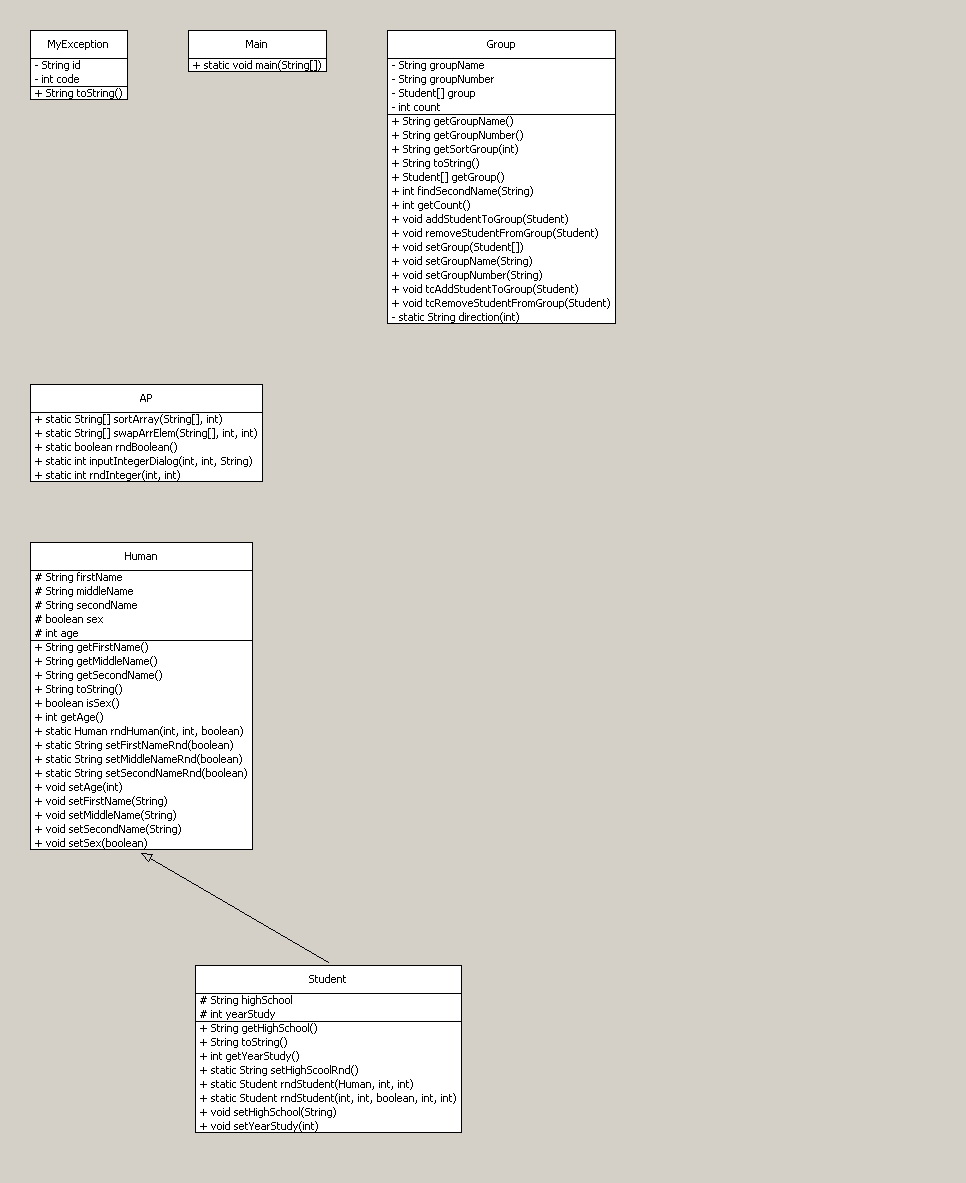 MyException
- String id
- int code
+ String toString()
Main
+ static void main(String[])
Group
- String groupName
- String groupNumber
- Student[] group
- int count
+ String getGroupName()
+ String getGroupNumber()
+ String getSortGroup(int)
+ String toString()
+ Student[] getGroup()
+ int findSecondName(String)
+ int getCount()
+ void addStudentToGroup(Student)
+ void removeStudentFromGroup(Student)
+ void setGroup(Student[])
+ void setGroupName(String)
+ void setGroupNumber(String)
+ void tcAddStudentToGroup(Student)
+ void tcRemoveStudentFromGroup(Student)
- static String direction(int)
AP
+ static String[] sortArray(String[], int)
+ static String[] swapArrElem(String[], int, int)
+ static boolean rndBoolean()
+ static int inputIntegerDialog(int, int, String)
+ static int rndInteger(int, int)
Human
# String firstName
# String middleName
# String secondName
# boolean sex
# int age
+ String getFirstName()
+ String getMiddleName()
+ String getSecondName()
+ String toString()
+ boolean isSex()
+ int getAge()
+ static Human rndHuman(int, int, boolean)
+ static String setFirstNameRnd(boolean)
+ static String setMiddleNameRnd(boolean)
+ static String setSecondNameRnd(boolean)
+ void setAge(int)
+ void setFirstName(String)
+ void setMiddleName(String)
+ void setSecondName(String)
+ void setSex(boolean)
Student
# String highSchool
# int yearStudy
+ String getHighSchool()
+ String toString()
+ int getYearStudy()
+ static String setHighScoolRnd()
+ static Student rndStudent(Human, int, int)
+ static Student rndStudent(int, int, boolean, int, int)
+ void setHighSchool(String)
+ void setYearStudy(int)